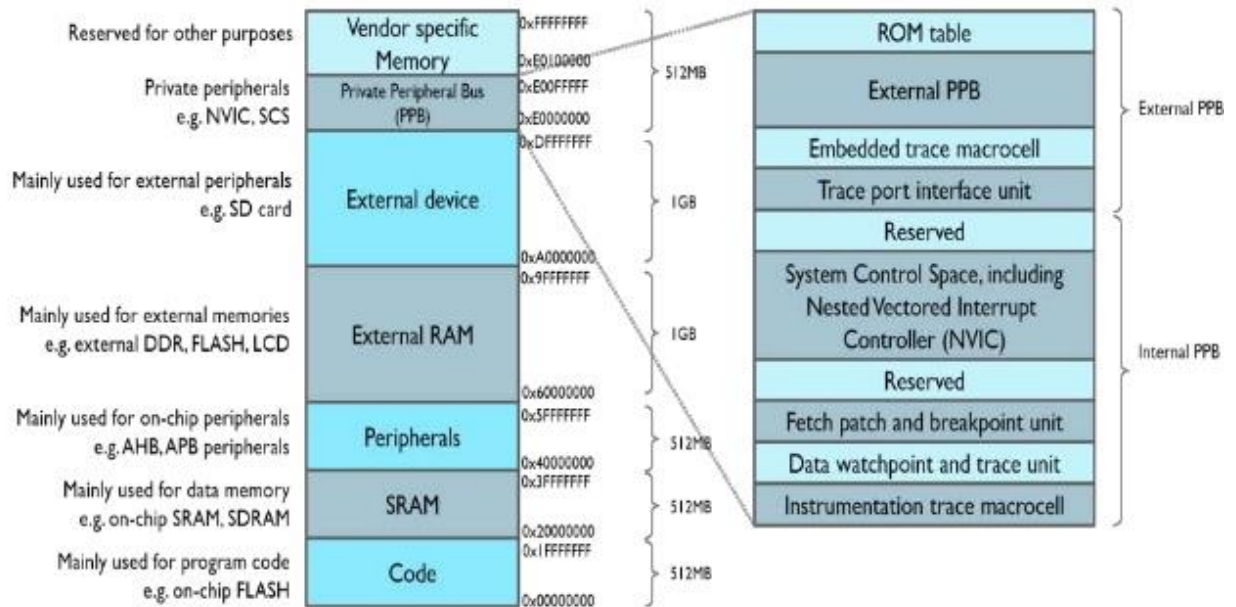 Reserved for other purposes
Vendor specific
Memory
0xFFFFFFFF
0xE0100000
Private peripherals
e.g. NVIC, SCS
Private Peripheral Bus
(PPB)
0xE00FFFFF
0xE0000000
512MB
Mainly used for external peripherals
e.g. SD card
External device
0xDFFFFFFF
0xA0000000
1GB
Mainly used for external memories
e.g. external DDR, FLASH, LCD
External RAM
0x9FFFFFFF
0x60000000
1GB
Mainly used for on-chip peripherals
e.g. AHB, APB peripherals
Peripherals
0x5FFFFFFF
0x40000000
512MB
Mainly used for data memory
e.g. on-chip SRAM, SDRAM
SRAM
0x3FFFFFFF
0x20000000
512MB
Mainly used for program code
e.g. on-chip FLASH
Code
0x1FFFFFFF
0x00000000
512MB
ROM table
External PPB
Embedded trace macrocell
Trace port interface unit
External PPB
Reserved
System Control Space, including
Nested Vectored Interrupt
Controller (NVIC)
Reserved
Fetch patch and breakpoint unit
Data watchpoint and trace unit
Instrumentation trace macrocell
Internal PPB